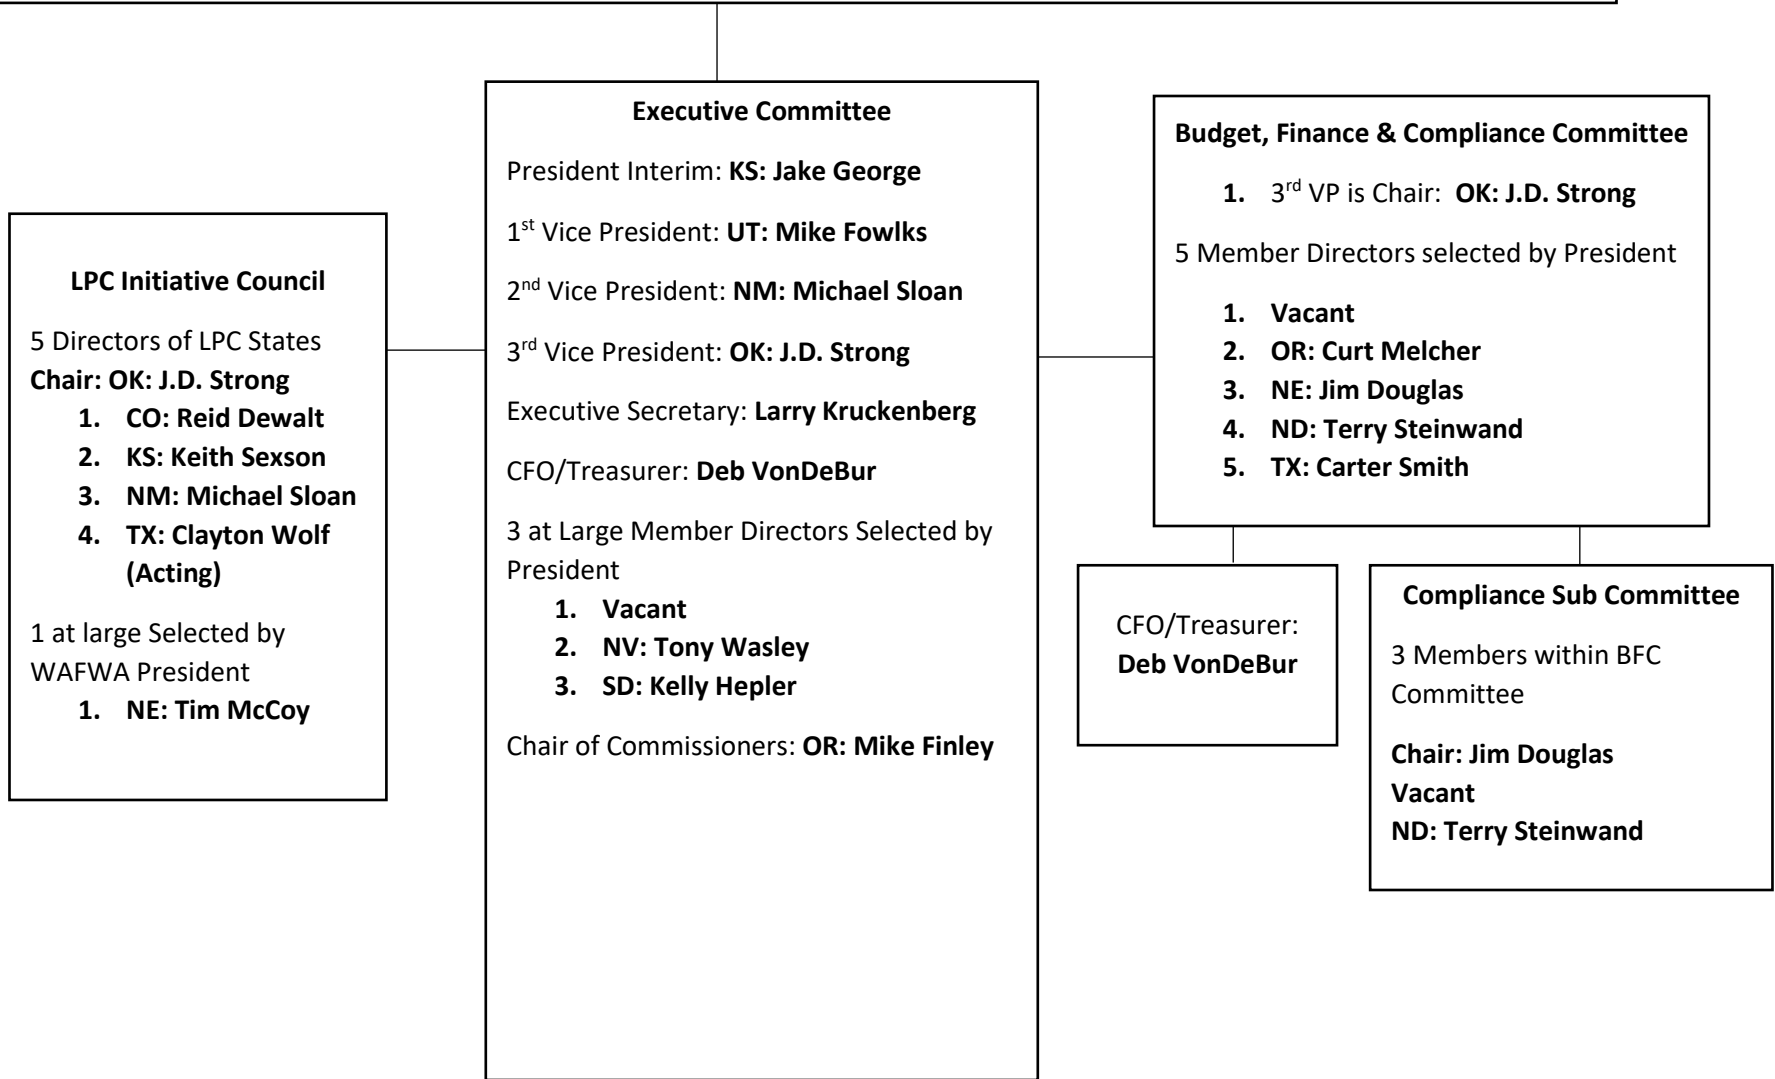 LPC Initiative Council
5 Directors of LPC States
Chair: OK: J.D. Strong
1. CO: Reid Dewalt
2. KS: Keith Sexson
3. NM: Michael Sloan
4. TX: Clayton Wolf
(Acting)
1 at large Selected by
WAFWA President
1. NE: Tim McCoy
Executive Committee
President Interim: KS: Jake George
1st Vice President: UT: Mike Fowlks
2nd Vice President: NM: Michael Sloan
3rd Vice President: OK: J.D. Strong
Executive Secretary: Larry Kruckenberg
CFO/Treasurer: Deb VonDeBur
3 at Large Member Directors Selected by
President
1. Vacant
2. NV: Tony Wasley
3. SD: Kelly Hepler
Chair of Commissioners: OR: Mike Finley
Budget, Finance & Compliance Committee
1. 3rd VP is Chair: OK: J.D. Strong
5 Member Directors selected by President
1. Vacant
2. OR: Curt Melcher
3. NE: Jim Douglas
4. ND: Terry Steinwand
5. TX: Carter Smith
CFO/Treasurer:
Deb VonDeBur
Compliance Sub Committee
3 Members within BFC
Committee
Chair: Jim Douglas
Vacant
ND: Terry Steinwand